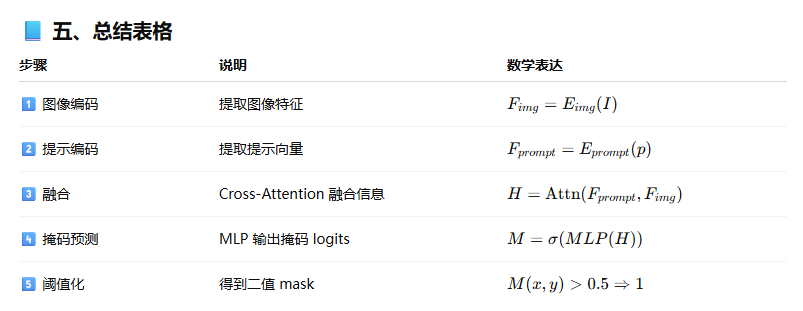 📘 五、总结表格
步骤 说明 数学表达
1️⃣ 图像编码 提取图像特征 F_{img} = E_{img}(I)
2️⃣ 提示编码 提取提示向量 F_{prompt} = E_{prompt}(p)
3️⃣ 融合 Cross-Attention 融合信息 H = Attn(F_{prompt}, F_{img})
4️⃣ 掩码预测 MLP 输出掩码 logits M = σ(MLP(H))
5️⃣ 阈值化 得到二值 mask M(x, y) > 0.5 ⇒ 1